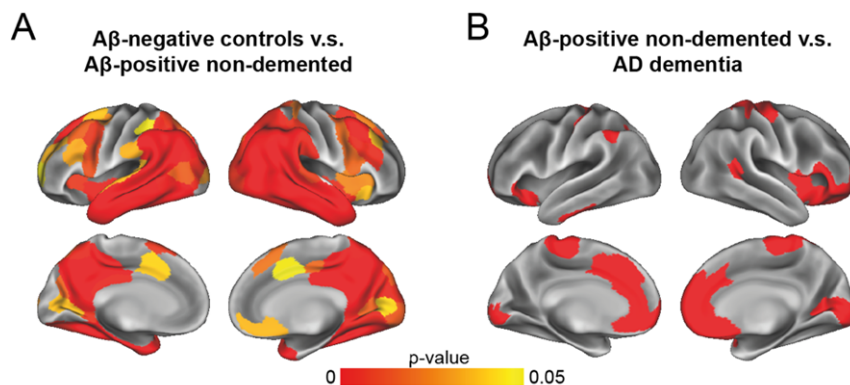 A
Aβ-negative controls v.s.
Aβ-positive non-demented
B
Aβ-positive non-demented v.s.
AD dementia
p-value
0
0.05